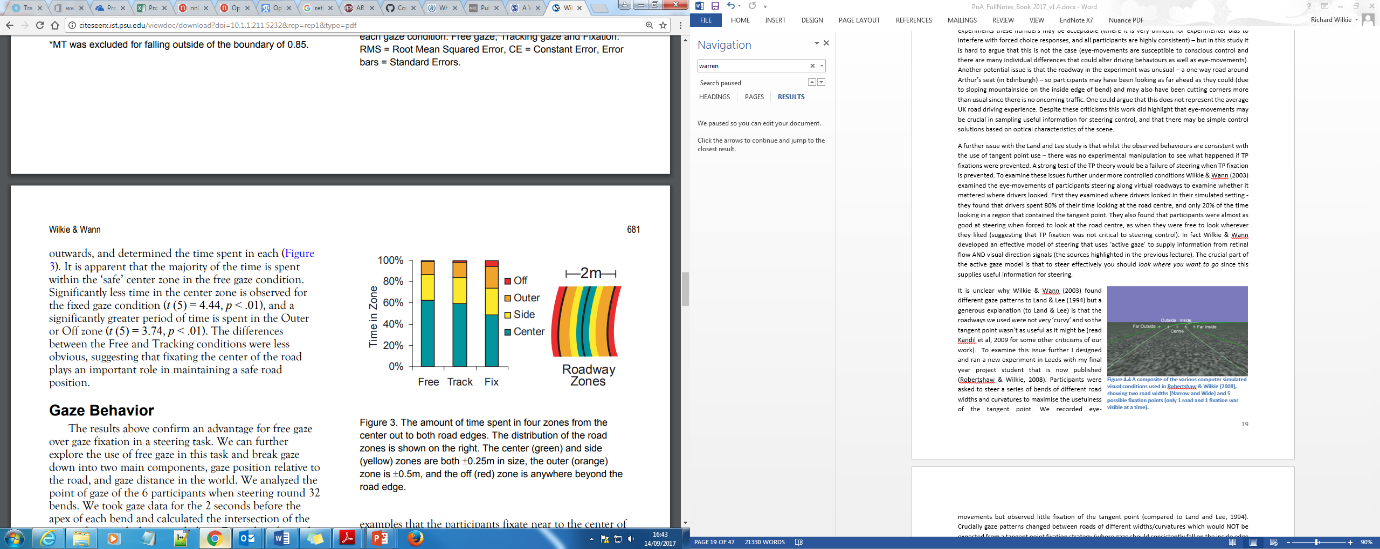 Tra
we
Pro
onl
Op
Op
Op
G ret
AB
Co
Wi
Pui
A V
S
Wi
citeseerx.ist.psu.edu/viewdoc/download?doi=10.1.1.211.5232&rep=rep1&type=pdf
*MT was excluded for falling outside of the boundary of 0.85.
each gaze condition: Free gaze; Tracking gaze and Fixation.
RMS = Root Mean Squared Error, CE = Constant Error, Error
bars = Standard Errors.
Wilkie & Wann
681
outwards, and determined the time spent in each (Figure
3). It is apparent that the majority of the time is spent
within the 'safe' center zone in the free gaze condition.
Significantly less time in the center zone is observed for
the fixed gaze condition (t (5) = 4.44, p < .01), and a
significantly greater period of time is spent in the Outer
or Off zone (t (5) = 3.74, p < .01). The differences
between the Free and Tracking conditions were less
obvious, suggesting that fixating the center of the road
plays an important role in maintaining a safe road
position.
Gaze Behavior
The results above confirm an advantage for free gaze
over gaze fixation in a steering task. We can further
explore the use of free gaze in this task and break gaze
down into two main components, gaze position relative to
the road, and gaze distance in the world. We analyzed the
point of gaze of the 6 participants when steering round 32
bends. We took gaze data for the 2 seconds before the
apex of each bend and calculated the intersection of the
Time in Zone
100%
80%
60%
40%
20%
0%
Free Track Fix
Off
Outer
Side
Center
2m
Roadway
Zones
Figure 3. The amount of time spent in four zones from the
center out to both road edges. The distribution of the road
zones is shown on the right. The center (green) and side
(yellow) zones are both ±0.25m in size, the outer (orange)
zone is ±0.5m, and the off (red) zone is anywhere beyond the
road edge.
examples that the participants fixate near to the center of
16:43
14/09/2017
PoA_FullNotes_Book_2017_v1.4.docx - Word
FILE HOME INSERT DESIGN PAGE LAYOUT REFERENCES MAILINGS REVIEW VIEW EndNote X7 Nuance PDF
Richard Wilkie
Navigation
warren
Search paused
HEADINGS PAGES RESULTS
We paused so you can edit your document.
Click the arrows to continue and jump to the
closest result.
experiments these numbers may be acceptable (where it is very difficult for experimenter bias to
interfere with forced choice responses, and all participants are highly consistent) – but in this study it
is hard to argue that this is not the case (eye-movements are susceptible to conscious control and
there are many individual differences that could alter driving behaviours as well as eye-movements).
Another potential issue is that the roadway in the experiment was unusual – a one way road around
Arthur's seat (in Edinburgh) – so participants may have been looking as far ahead as they could (due
to sloping mountainside on the inside edge of bend) and may also have been cutting corners more
than usual since there is no oncoming traffic. One could argue that this does not represent the average
UK road driving experience. Despite these criticisms this work did highlight that eye-movements may
be crucial in sampling useful information for steering control, and that there may be simple control
solutions based on optical characteristics of the scene.
A further issue with the Land and Lee study is that whilst the observed behaviours are consistent with
the use of tangent point use – there was no experimental manipulation to see what happened if TP
fixations were prevented. A strong test of the TP theory would be a failure of steering when TP fixation
is prevented. To examine these issues further under more controlled conditions Wilkie & Wann (2003)
examined the eye-movements of participants steering along virtual roadways to examine whether it
mattered where drivers looked. First they examined where drivers looked in their simulated setting -
they found that drivers spent 80% of their time looking at the road centre, and only 20% of the time
looking in a region that contained the tangent point. They also found that participants were almost as
good at steering when forced to look at the road centre, as when they were free to look wherever
they liked (suggesting that TP fixation was not critical to steering control). In fact Wilkie & Wann
developed an effective model of steering that uses 'active gaze' to supply information from retinal
flow AND visual direction signals (the sources highlighted in the previous lecture). The crucial part of
the active gaze model is that to steer effectively you should look where you want to go since this
supplies useful information for steering.
It is unclear why Wilkie & Wann (2003) found
different gaze patterns to Land & Lee (1994) but a
generous explanation (to Land & Lee) is that the
roadways we used were not very 'curvy' and so the
tangent point wasn't as useful as it might be (read
Kandil et al, 2009 for some other criticisms of our
work). To examine this issue further I designed
and ran a new experiment in Leeds with my final
year project student that is now published
(Robertshaw & Wilkie, 2008). Participants were
asked to steer a series of bends of different road
widths and curvatures to maximise the usefulness
of the tangent point We recorded eye-
Outside Inside
Far Outside
Far Inside
Centre
Figure 4.4 A composite of the various computer simulated
visual conditions used in Robertshaw & Wilkie (2008),
showing two road widths (Narrow and Wide) and 5
possible fixation points (only 1 road and 1 fixation was
visible at a time).
19
movements but observed little fixation of the tangent point (compared to Land and Lee, 1994).
Crucially gaze patterns changed between roads of different widths/curvatures which would NOT be
PAGE 19 OF 47 21330 WORDS
90%